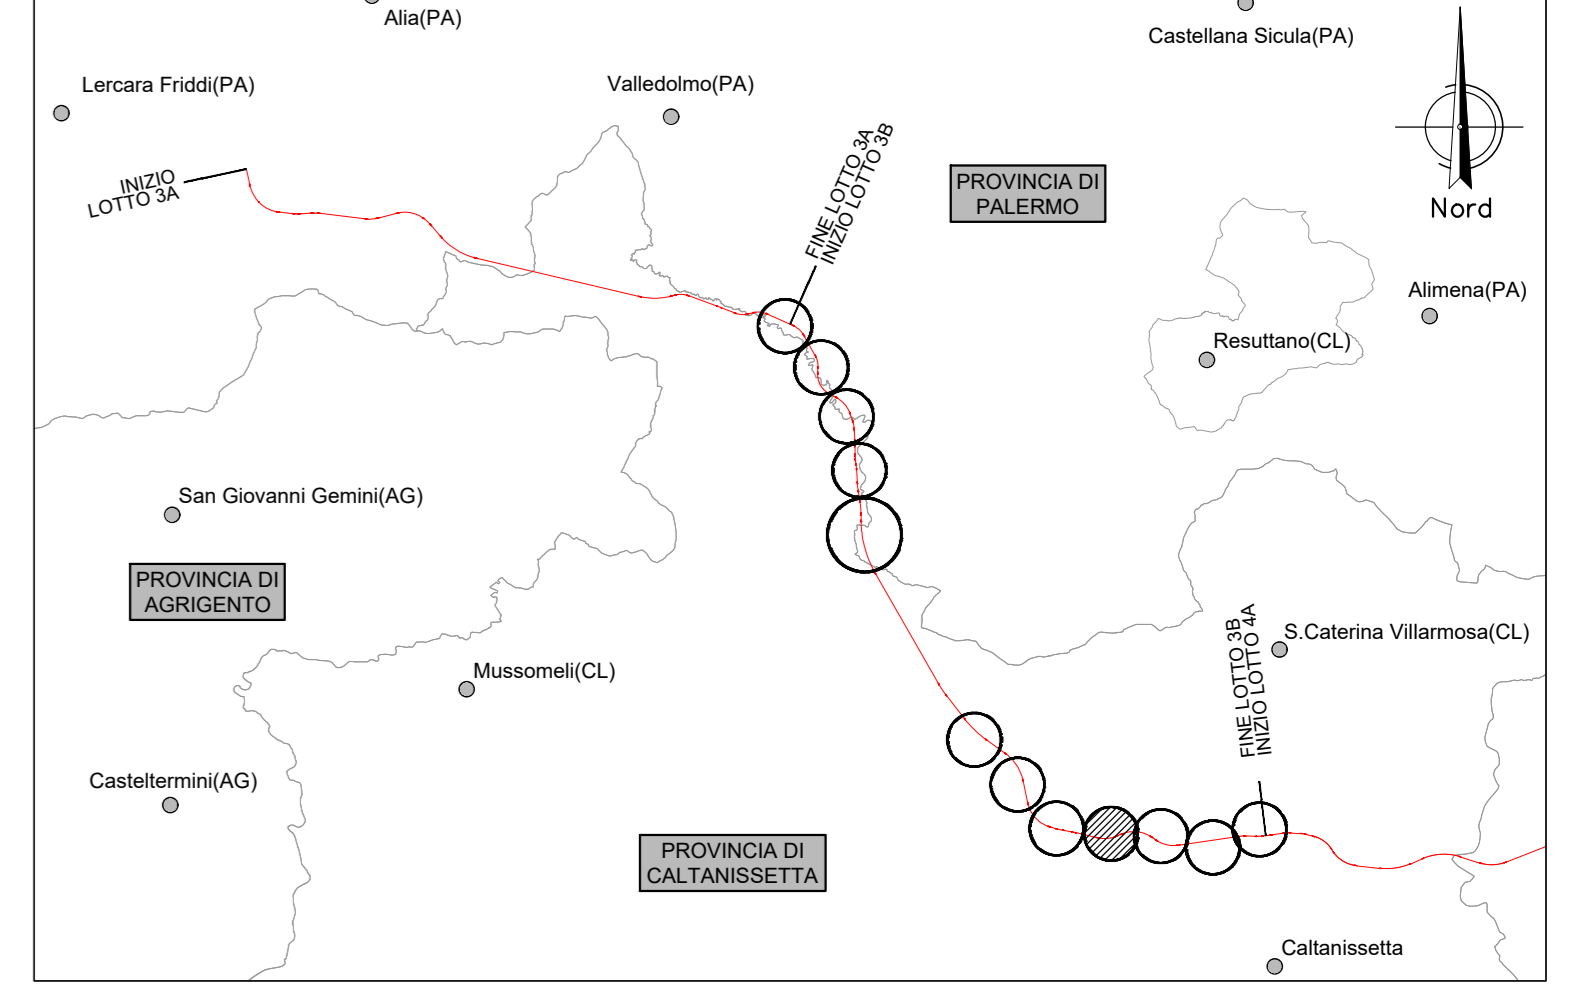 Alia(PA)
Castellana Sicula(PA)
Lercara Friddi(PA)
Valledolmo(PA)
INIZIO
LOTTO 3A
FINE LOTTO 3A
INIZIO LOTTO 3B
PROVINCIA DI
PALERMO
Nord
Alimena(PA)
Resuttano(CL)
San Giovanni Gemini(AG)
PROVINCIA DI
AGRIGENTO
FINE LOTTO 3B
INIZIO LOTTO 4A
S.Caterina Villarmosa(CL)
Mussomeli(CL)
Casteltermini(AG)
PROVINCIA DI
CALTANISSETTA
Caltanissetta